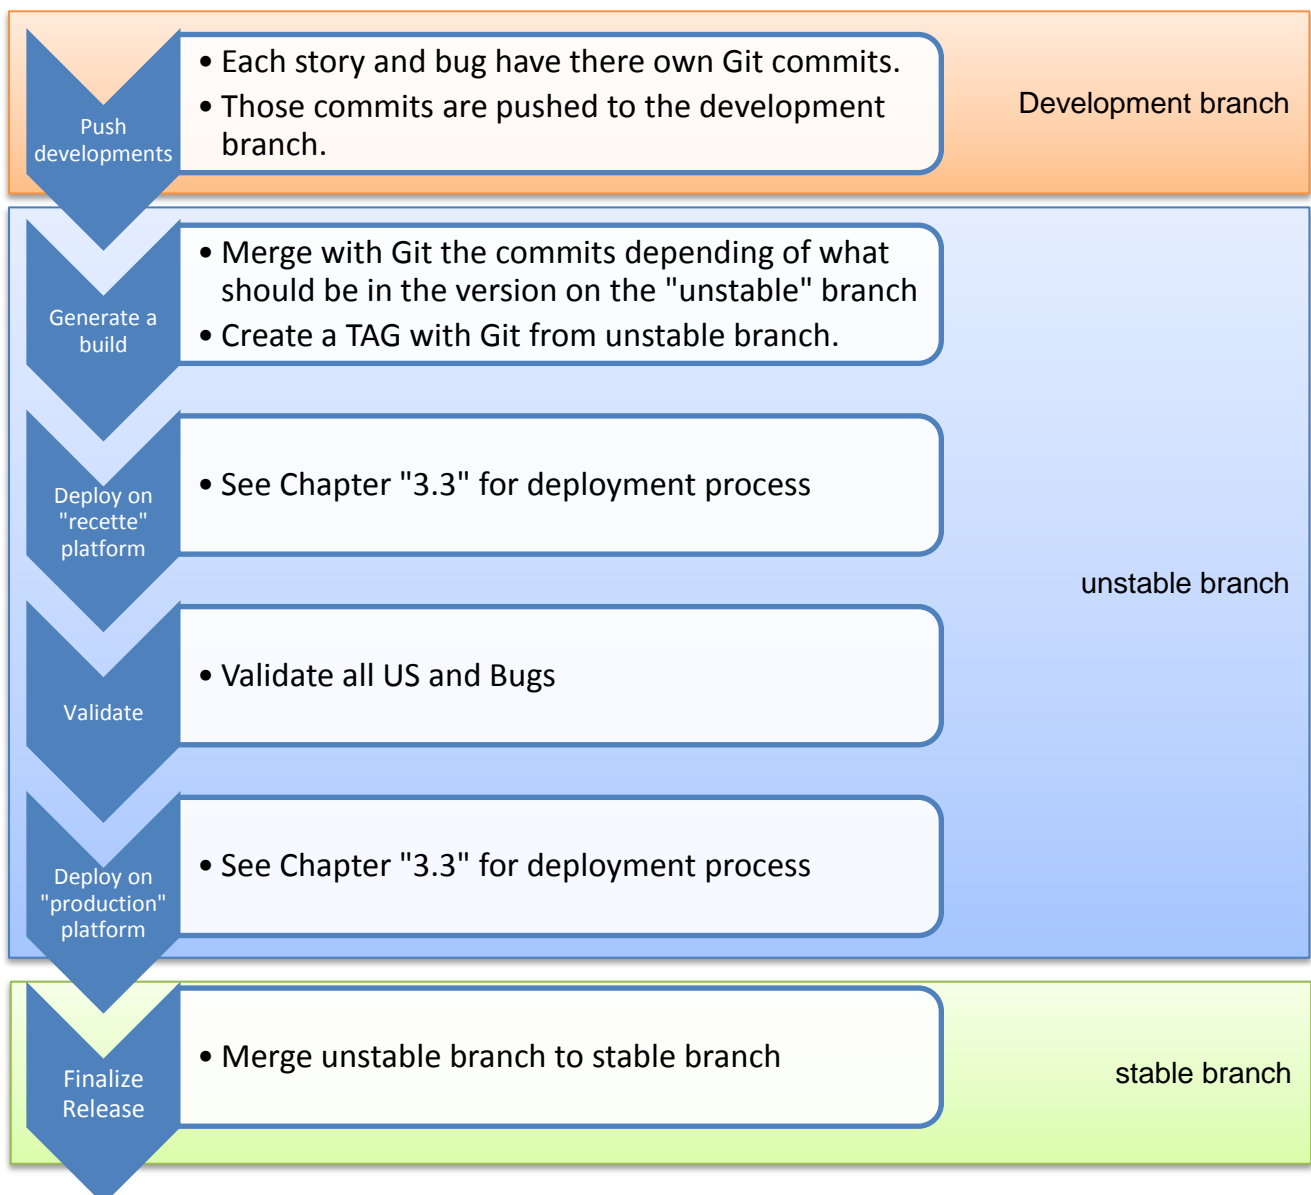 Push
developments
• Each story and bug have there own Git commits.
• Those commits are pushed to the development
branch.
Development branch
Generate a
build
• Merge with Git the commits depending of what
should be in the version on the "unstable" branch
• Create a TAG with Git from unstable branch.
Deploy on
"recette"
platform
• See Chapter "3.3" for deployment process
unstable branch
Validate
• Validate all US and Bugs
Deploy on
"production"
platform
• See Chapter "3.3" for deployment process
Finalize
Release
• Merge unstable branch to stable branch
stable branch